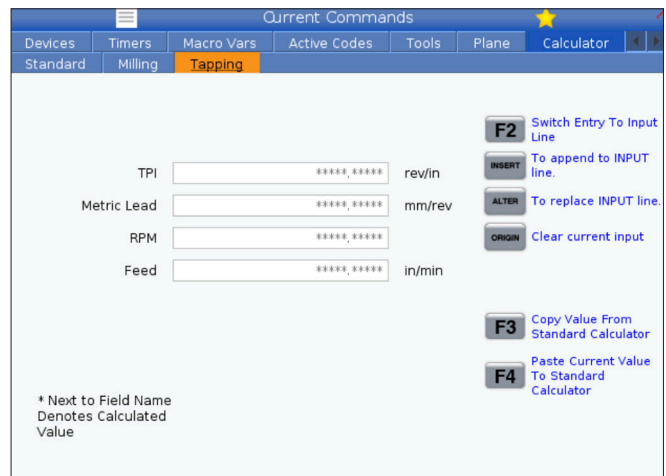 Current Commands
Devices Timers Macro Vars Active Codes Tools Plane Calculator
Standard Milling Tapping
F2 Switch Entry To Input
Line
INSERT To append to INPUT
line.
TPI *****.***** rev/in
ALTER To replace INPUT line.
Metric Lead *****.***** mm/rev
ORIGIN Clear current input
RPM *****.*****
Feed *****.***** in/min
F3 Copy Value From
Standard Calculator
F4 Paste Current Value
To Standard
Calculator
* Next to Field Name
Denotes Calculated
Value